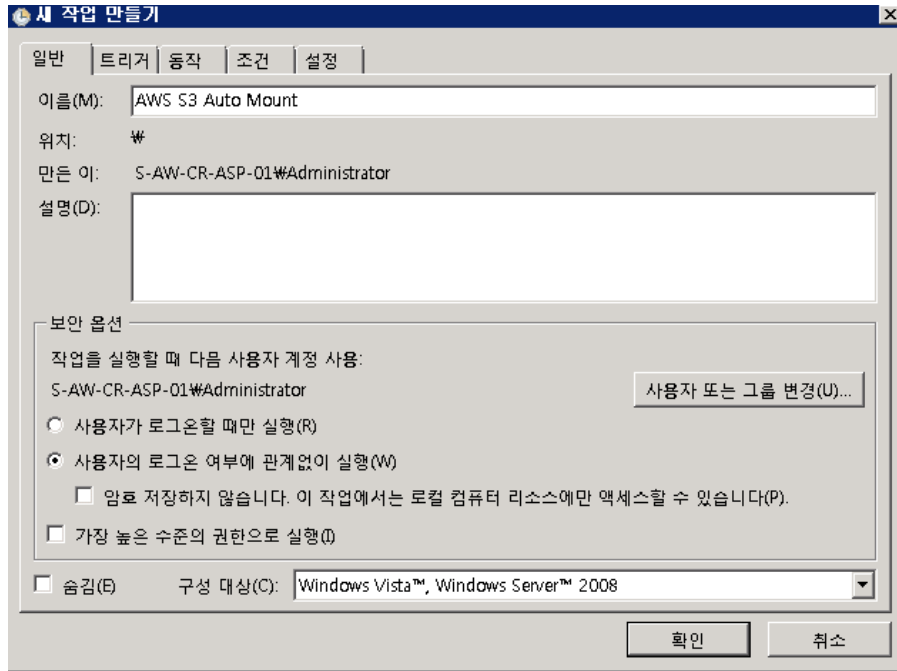 새 작업 만들기
일반 트리거 동작 조건 설정
이름(M): AWS S3 Auto Mount
위치: ₩
만든 이: S-AW-CR-ASP-01₩Administrator
설명(D):
보안 옵션
작업을 실행할 때 다음 사용자 계정 사용:
S-AW-CR-ASP-01₩Administrator 사용자 또는 그룹 변경(U)...
사용자가 로그온할 때만 실행(R)
사용자의 로그온 여부에 관계없이 실행(W)
암호 저장하지 않습니다. 이 작업에서는 로컬 컴퓨터 리소스에만 액세스할 수 있습니다(P).
가장 높은 수준의 권한으로 실행(I)
숨김(E) 구성 대상(C): Windows Vista™, Windows Server™ 2008
확인 취소